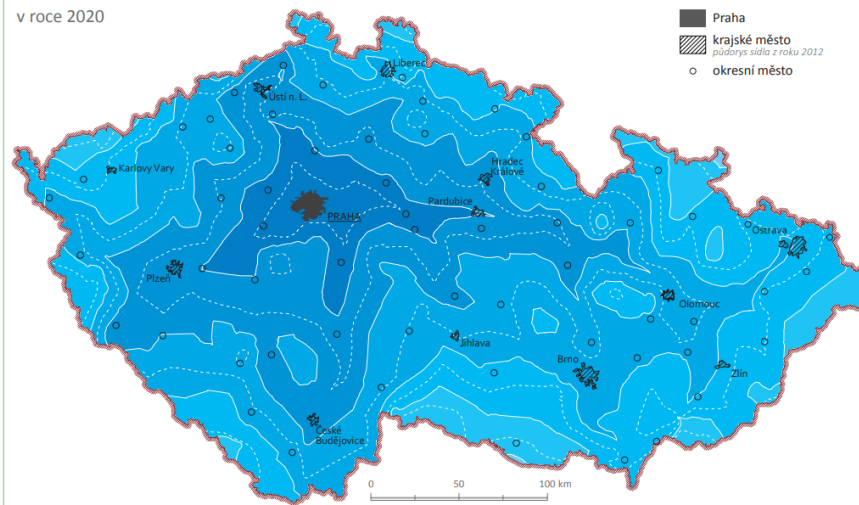 v roce 2020
Praha
krajské město
půdorys sídla z roku 2012
okresní město
Liberec
Ústí n. L.
Karlovy Vary
Hradec
Králové
PRAHA
Pardubice
Ostrava
Plzeň
Olomouc
Jihlava
Brno
Zlín
České
Budějovice
0 50 100 km